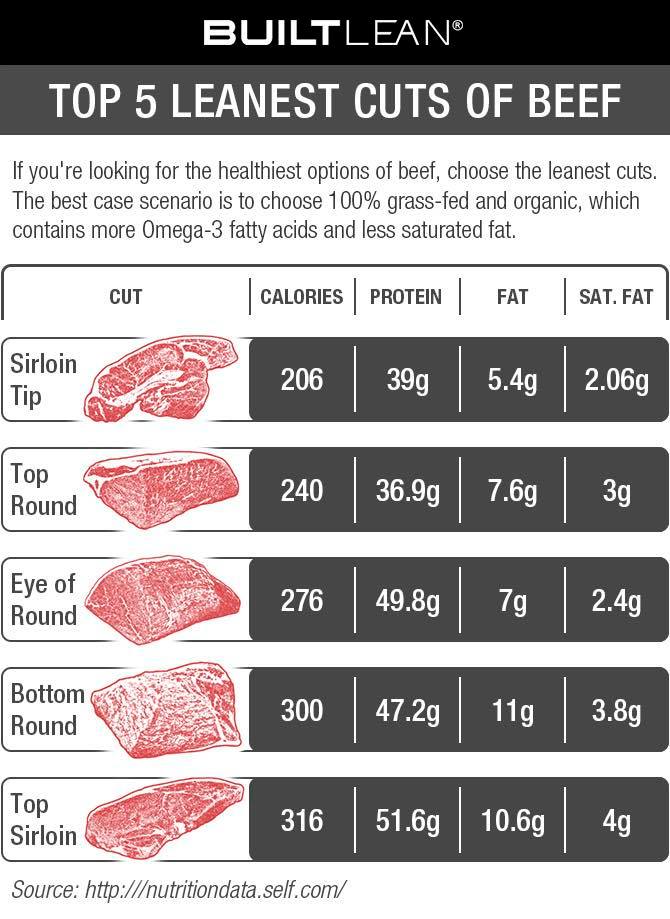 BUILTLEAN®
TOP 5 LEANEST CUTS OF BEEF
If you're looking for the healthiest options of beef, choose the leanest cuts.
The best case scenario is to choose 100% grass-fed and organic, which
contains more Omega-3 fatty acids and less saturated fat.
CUT CALORIES PROTEIN FAT SAT. FAT
Sirloin
Tip
206 39g 5.4g 2.06g
Top
Round
240 36.9g 7.6g 3g
Eye of
Round
276 49.8g 7g 2.4g
Bottom
Round
300 47.2g 11g 3.8g
Top
Sirloin
316 51.6g 10.6g 4g
Source: http:///nutritiondata.self.com/